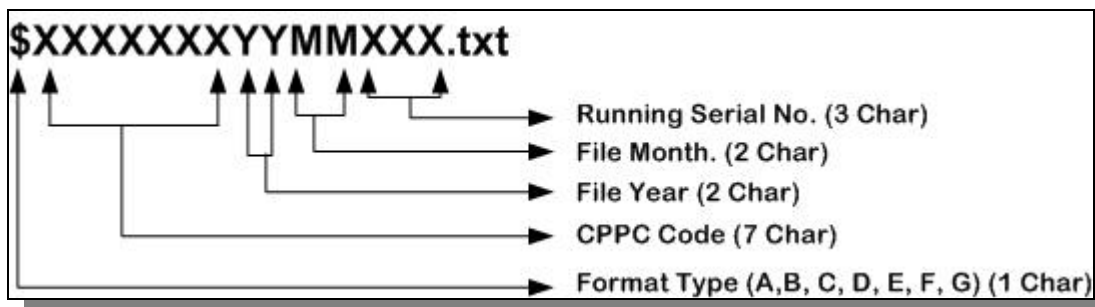 $XXXXXXXYYMMXXX.txt
Running Serial No. (3 Char)
File Month. (2 Char)
File Year (2 Char)
CPPC Code (7 Char)
Format Type (A,B, C, D, E, F, G) (1 Char)